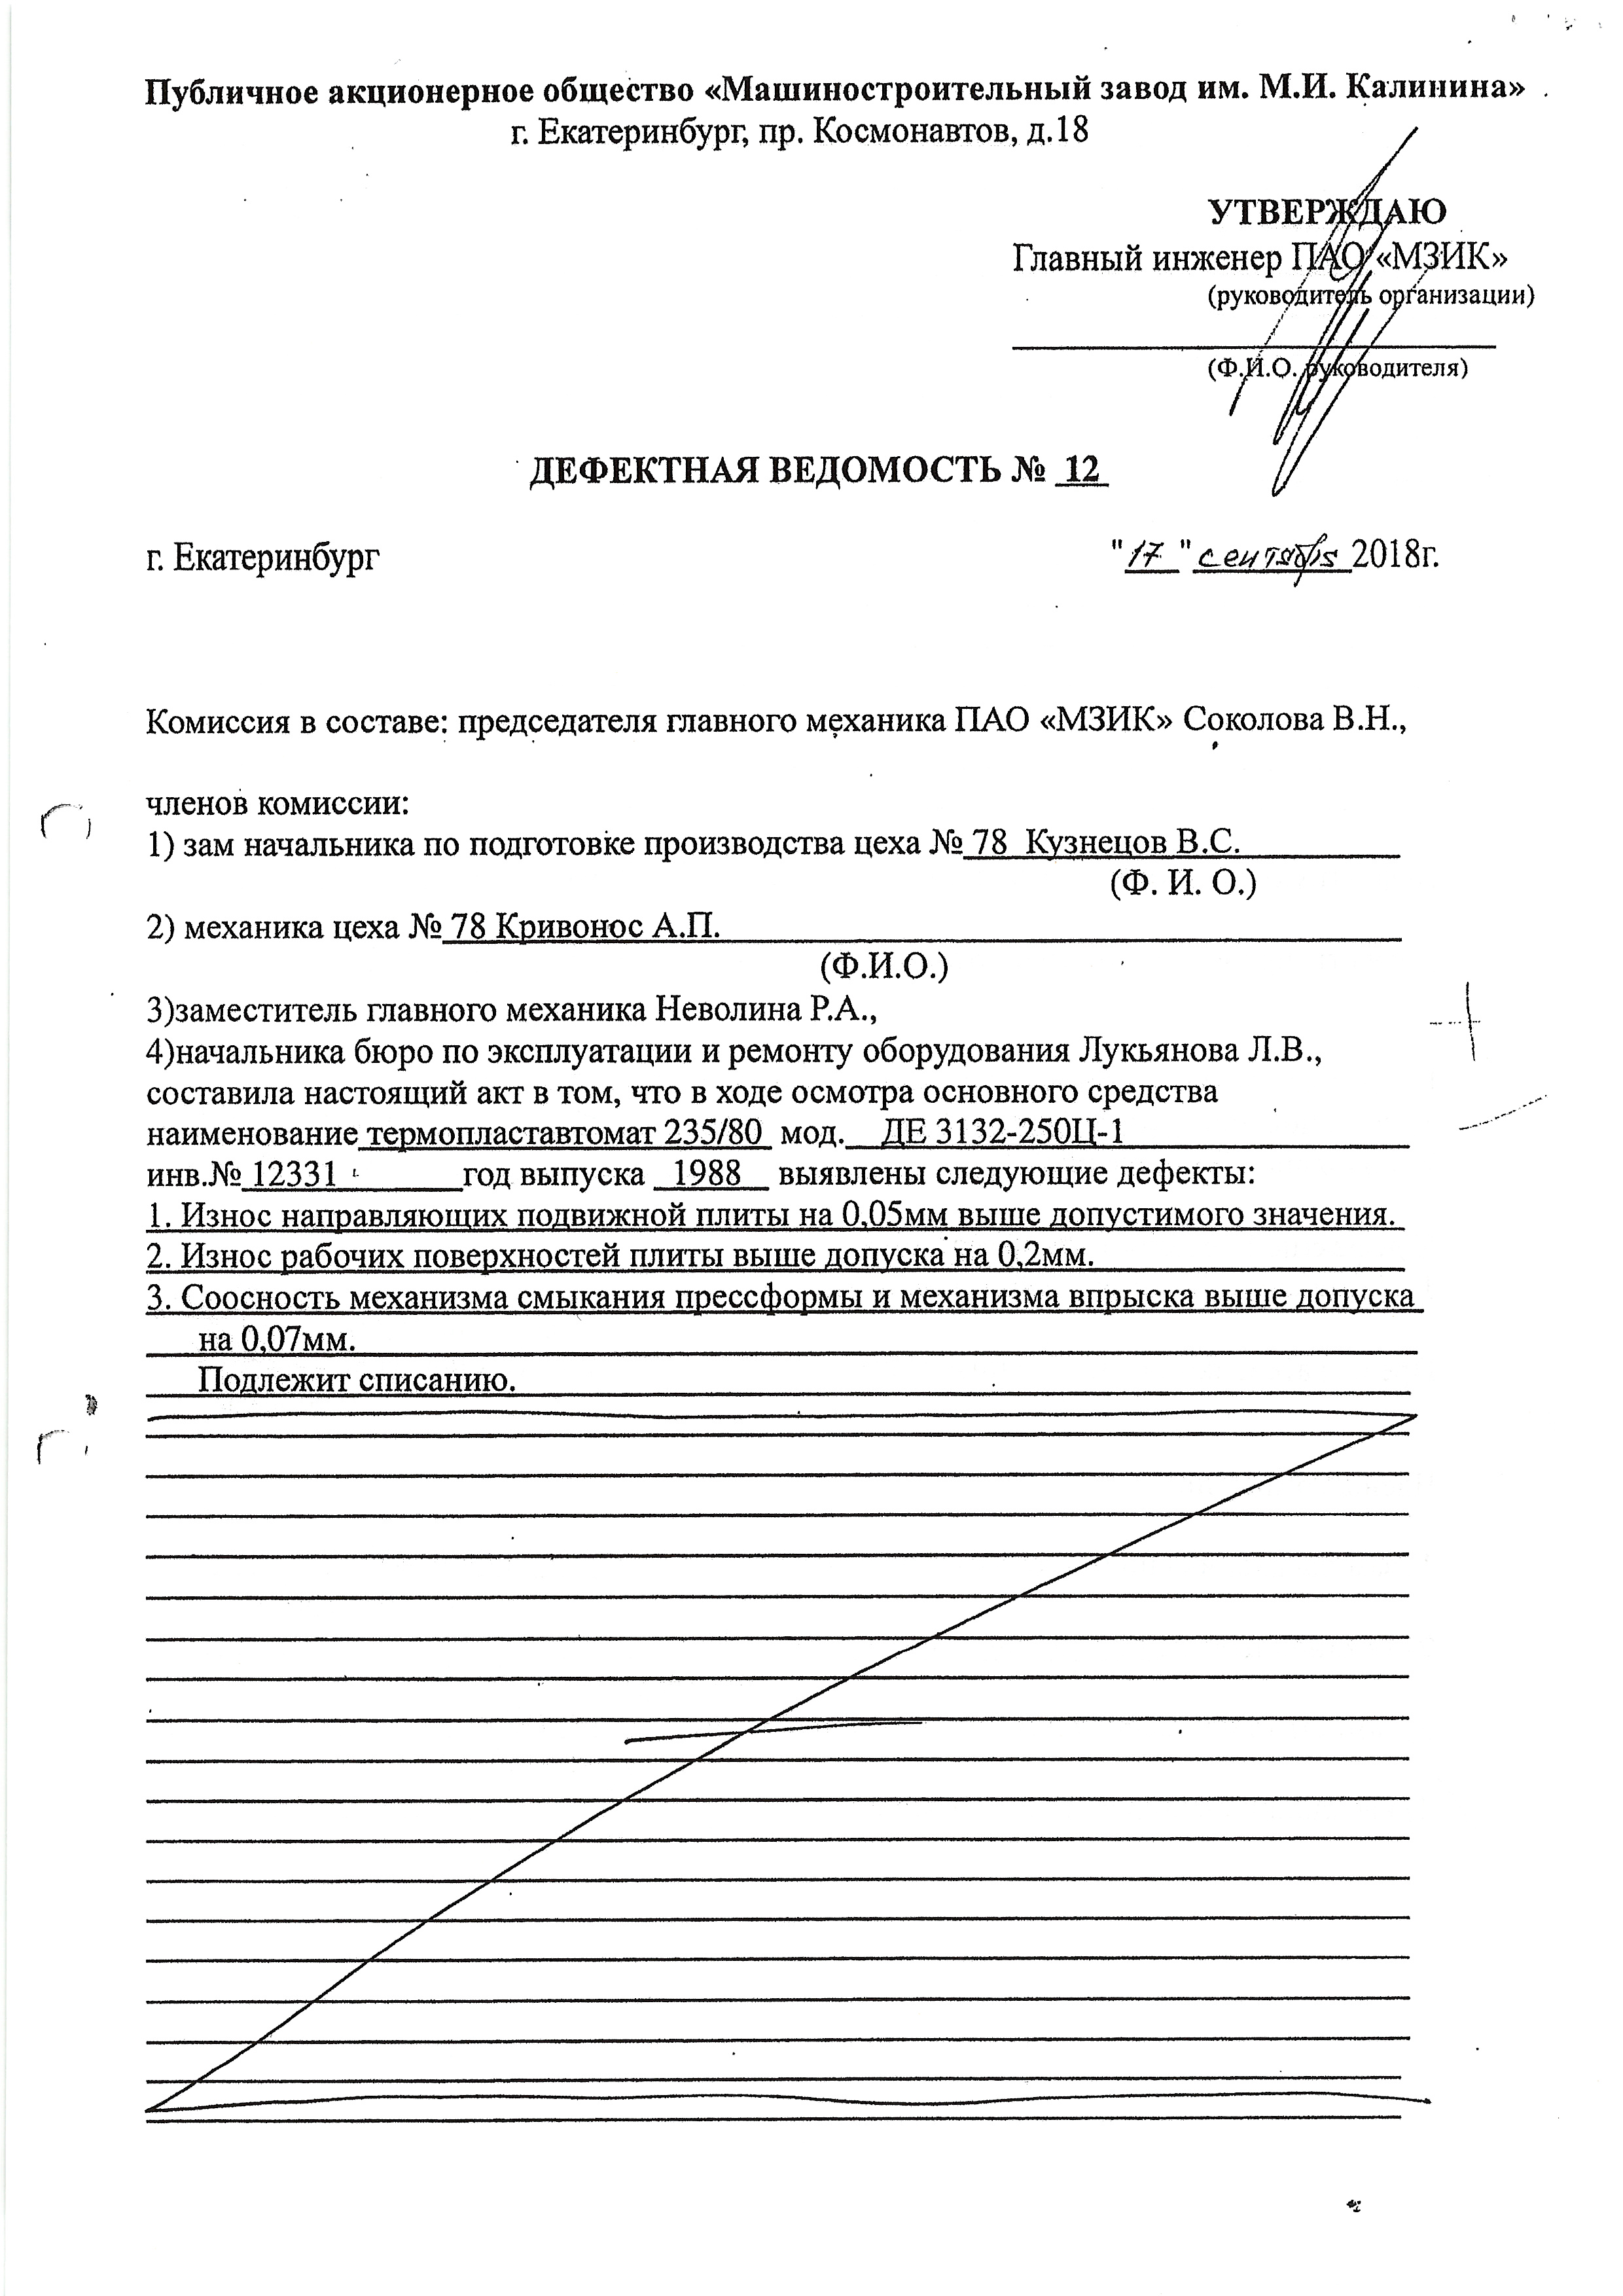 Публичное акционерное общество «Машиностроительный завод им. М.И. Калинина»
г. Екатеринбург, пр. Космонавтов, д.18
УТВЕРЖДАЮ
Главный инженер ПАО «МЗИК»
(руководитель организации)
(Ф.И.О. руководителя)
ДЕФЕКТНАЯ ВЕДОМОСТЬ № 12
г. Екатеринбург "17" сентября 2018г.
Комиссия в составе: председателя главного механика ПАО «МЗИК» Соколова В.Н.,
членов комиссии:
1) зам начальника по подготовке производства цеха № 78 Кузнецов В.С.
(Ф. И. О.)
2) механика цеха № 78 Кривонос А.П.
(Ф.И.О.)
3)заместитель главного механика Неволина Р.А.,
4)начальника бюро по эксплуатации и ремонту оборудования Лукьянова Л.В.,
составила настоящий акт в том, что в ходе осмотра основного средства
наименование термопластавтомат 235/80 мод. ДЕ 3132-250Ц-1
инв.№ 12331 год выпуска 1988 выявлены следующие дефекты:
1. Износ направляющих подвижной плиты на 0,05мм выше допустимого значения.
2. Износ рабочих поверхностей плиты выше допуска на 0,2мм.
3. Соосность механизма смыкания прессформы и механизма впрыска выше допуска
на 0,07мм.
Подлежит списанию.